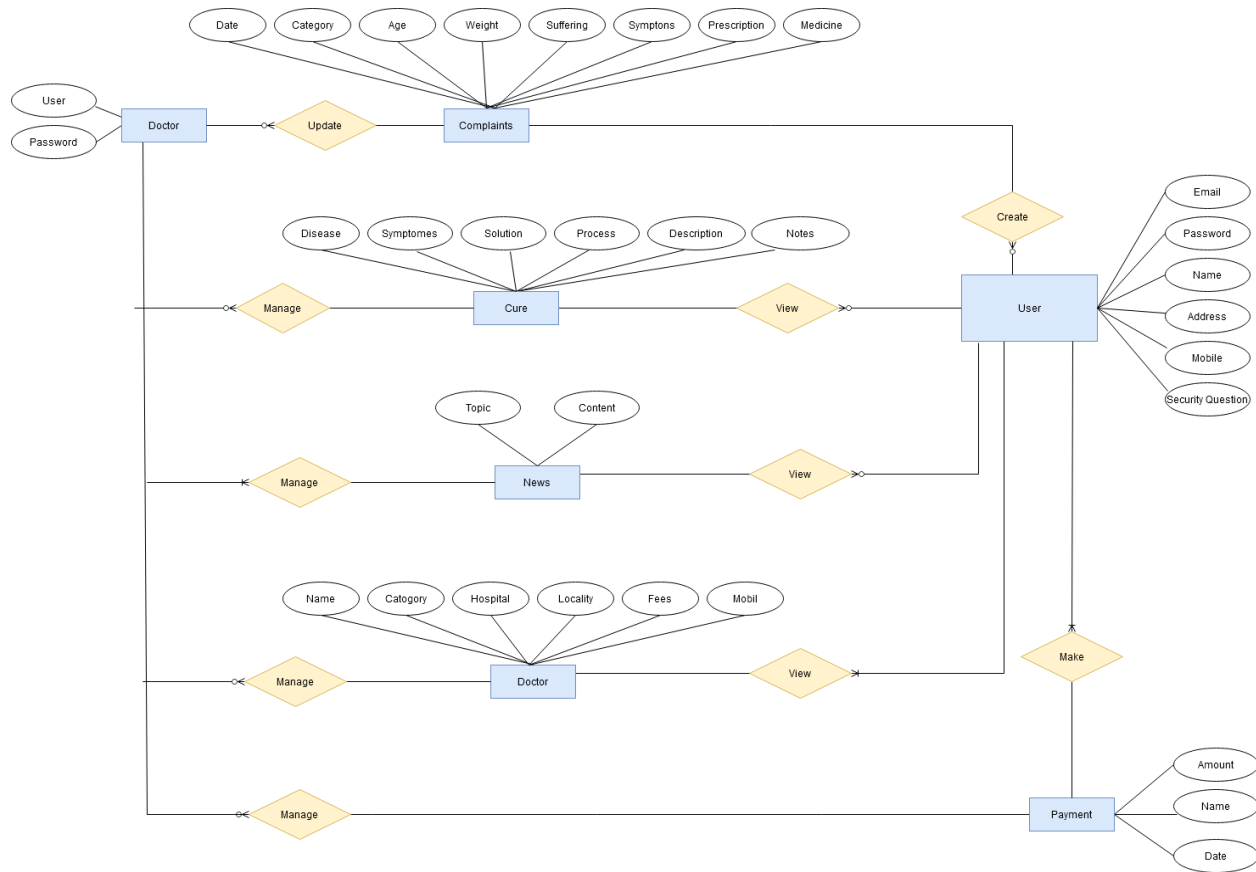 Date
Category
Age
Weight
Suffering
Symptons
Prescription
Medicine
User
Password
Doctor
Update
Complaints
Create
Email
Password
Name
Address
Mobile
Security Question
User
Disease
Symptomes
Solution
Process
Description
Notes
Manage
Cure
View
Topic
Content
Manage
News
View
Name
Catogory
Hospital
Locality
Fees
Mobil
Manage
Doctor
View
Make
Manage
Payment
Amount
Name
Date